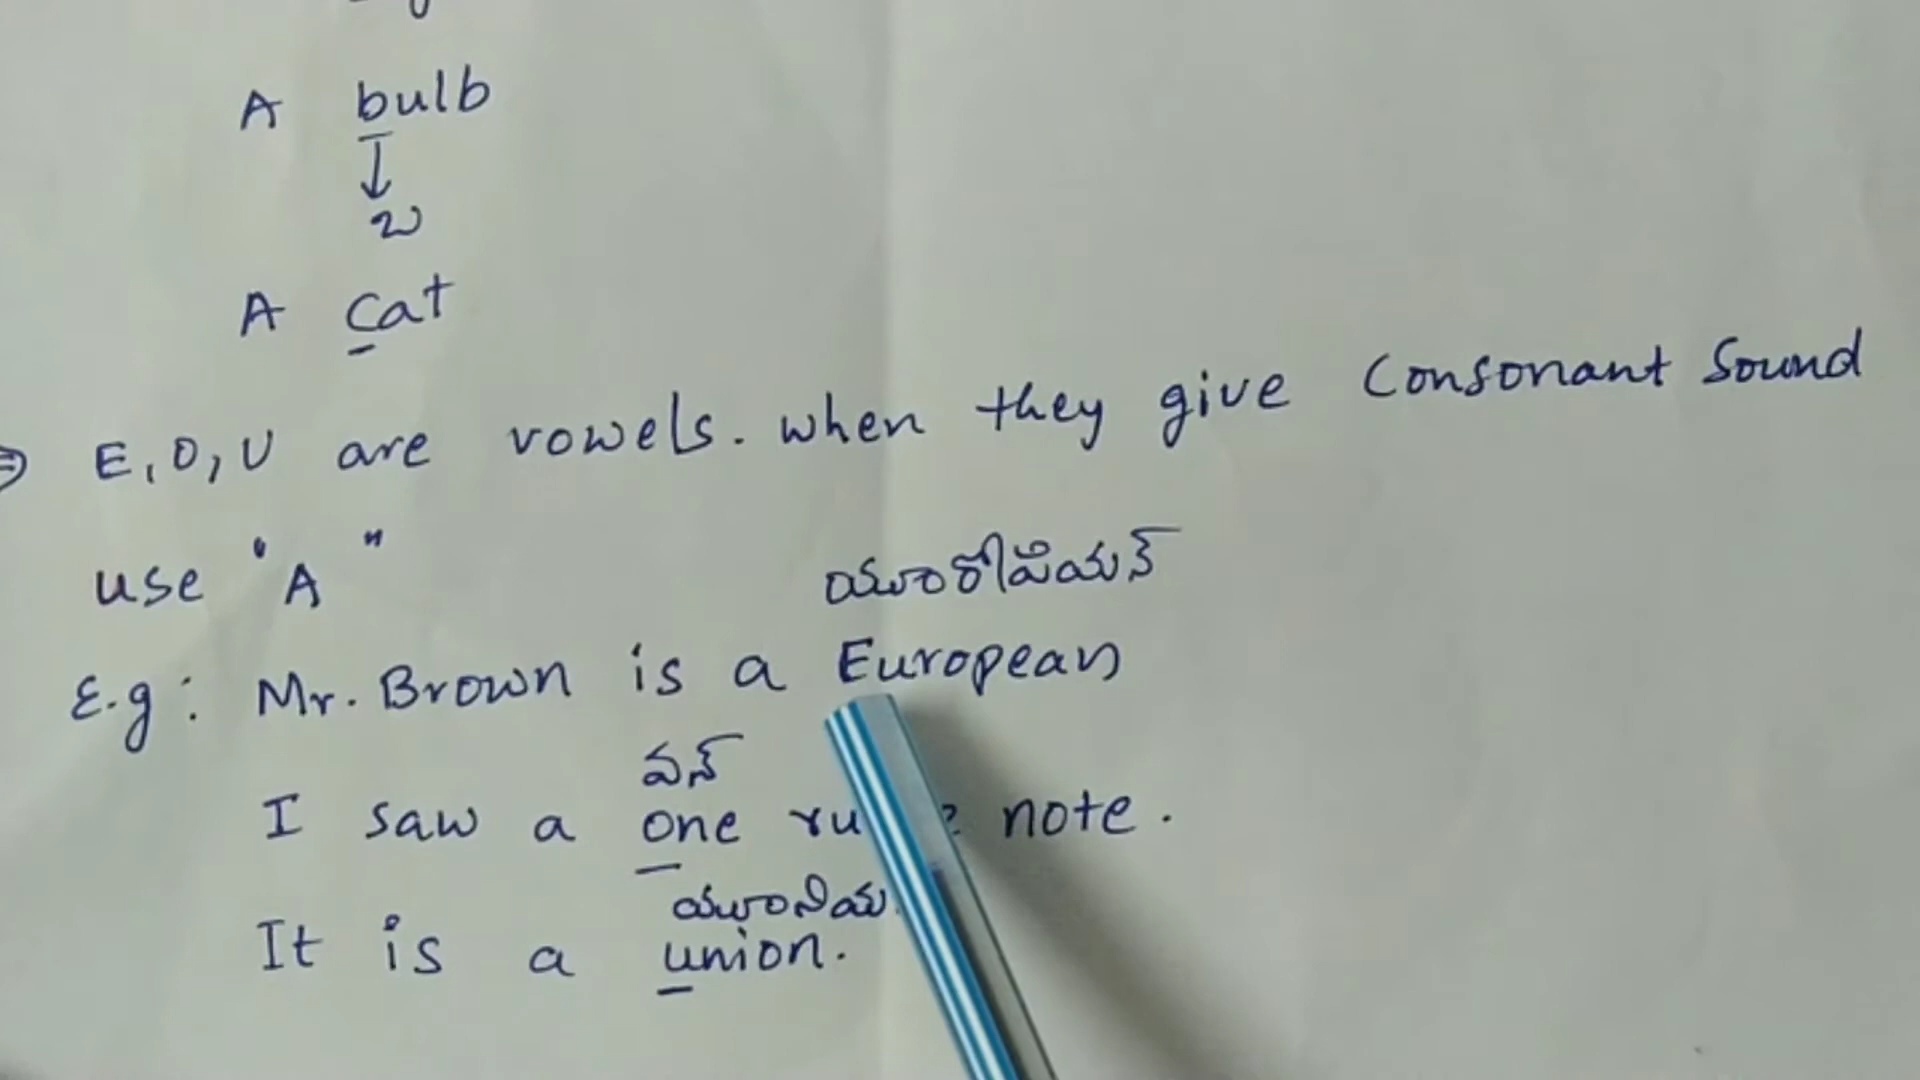 A bulb
బ
A cat
⇒ E, O, U are vowels. when they give consonant sound
use "A"
యూరోపియన్
E.g: Mr. Brown is a European
వన్
I saw a one note.
It is a union.